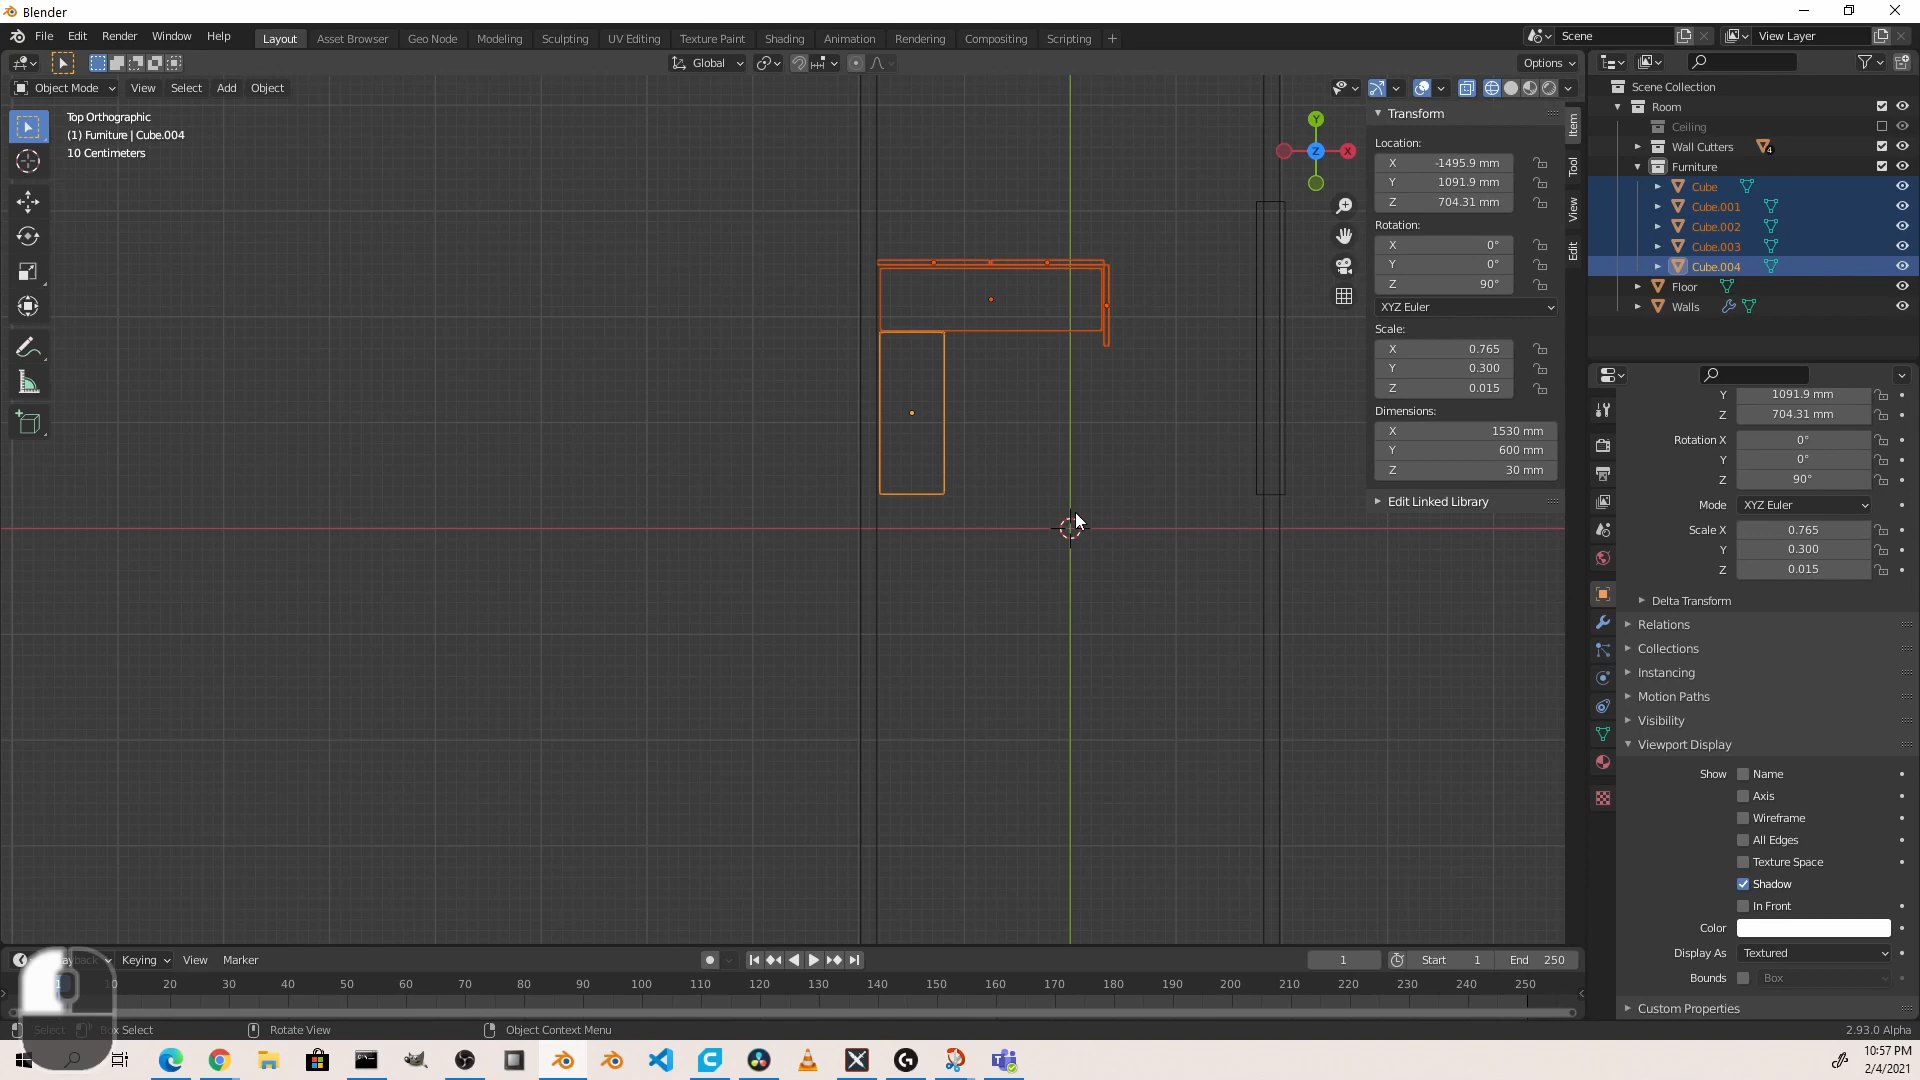 Blender
File Edit Render Window Help
Layout Asset Browser Geo Node Modeling Sculpting UV Editing Texture Paint Shading Animation Rendering Compositing Scripting
Scene
View Layer
Global
Options
Object Mode View Select Add Object
Top Orthographic
(1) Furniture | Cube.004
10 Centimeters
Y
Z
X
Transform
Location:
X -1495.9 mm
Y 1091.9 mm
Z 704.31 mm
Rotation:
X 0°
Y 0°
Z 90°
XYZ Euler
Scale:
X 0.765
Y 0.300
Z 0.015
Dimensions:
X 1530 mm
Y 600 mm
Z 30 mm
Edit Linked Library
Item
Tool
View
Edit
Scene Collection
Room
Ceiling
Wall Cutters 4
Furniture
Cube
Cube.001
Cube.002
Cube.003
Cube.004
Floor
Walls
Y 1091.9 mm
Z 704.31 mm
Rotation X 0°
Y 0°
Z 90°
Mode XYZ Euler
Scale X 0.765
Y 0.300
Z 0.015
Delta Transform
Relations
Collections
Instancing
Motion Paths
Visibility
Viewport Display
Show Name
Axis
Wireframe
All Edges
Texture Space
Shadow
In Front
Color
Display As Textured
Bounds Box
Custom Properties
Keying View Marker
1
Start 1
End 250
10 20 30 40 50 60 70 80 90 100 110 120 130 140 150 160 170 180 190 200 210 220 230 240 250
Select Box Select Rotate View Object Context Menu
2.93.0 Alpha
10:57 PM
2/4/2021